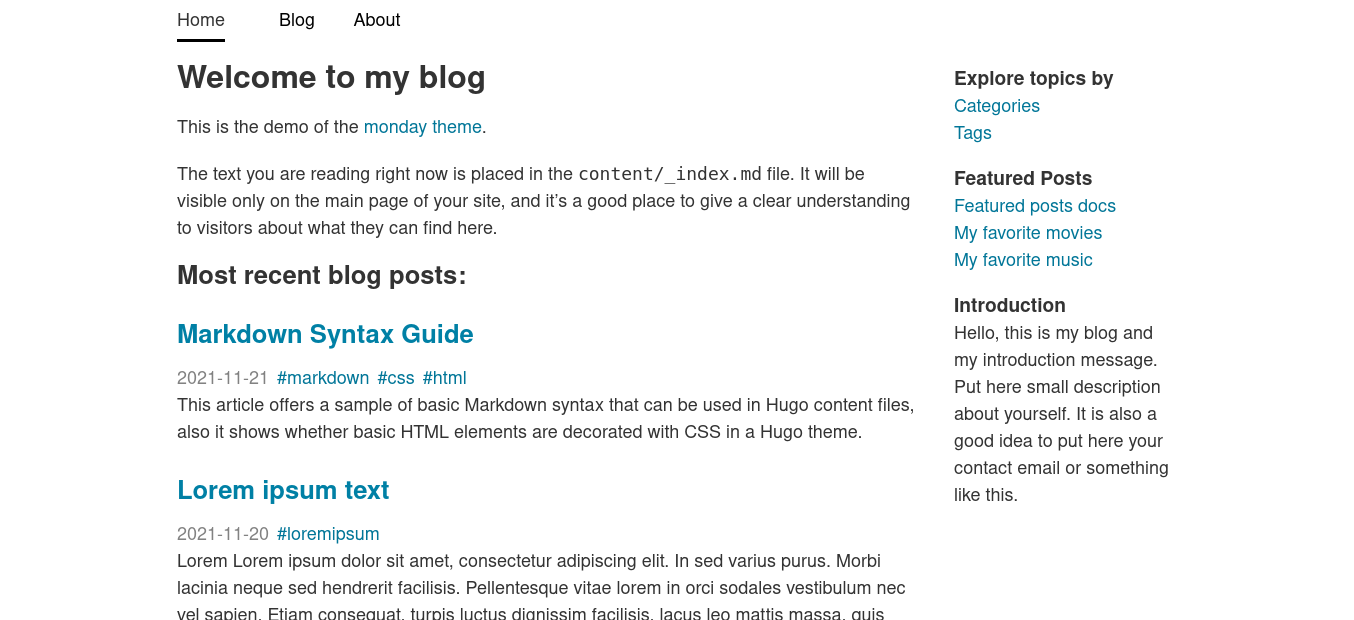 Home Blog About
Welcome to my blog
This is the demo of the monday theme.
The text you are reading right now is placed in the content/_index.md file. It will be
visible only on the main page of your site, and it’s a good place to give a clear understanding
to visitors about what they can find here.
Most recent blog posts:
Markdown Syntax Guide
2021-11-21 #markdown #css #html
This article offers a sample of basic Markdown syntax that can be used in Hugo content files,
also it shows whether basic HTML elements are decorated with CSS in a Hugo theme.
Lorem ipsum text
2021-11-20 #loremipsum
Lorem Lorem ipsum dolor sit amet, consectetur adipiscing elit. In sed varius purus. Morbi
lacinia neque sed hendrerit facilisis. Pellentesque vitae lorem in orci sodales vestibulum nec
vel sapien. Etiam consequat, turpis luctus dignissim facilisis, lacus leo mattis massa, quis
Explore topics by
Categories
Tags
Featured Posts
Featured posts docs
My favorite movies
My favorite music
Introduction
Hello, this is my blog and
my introduction message.
Put here small description
about yourself. It is also a
good idea to put here your
contact email or something
like this.